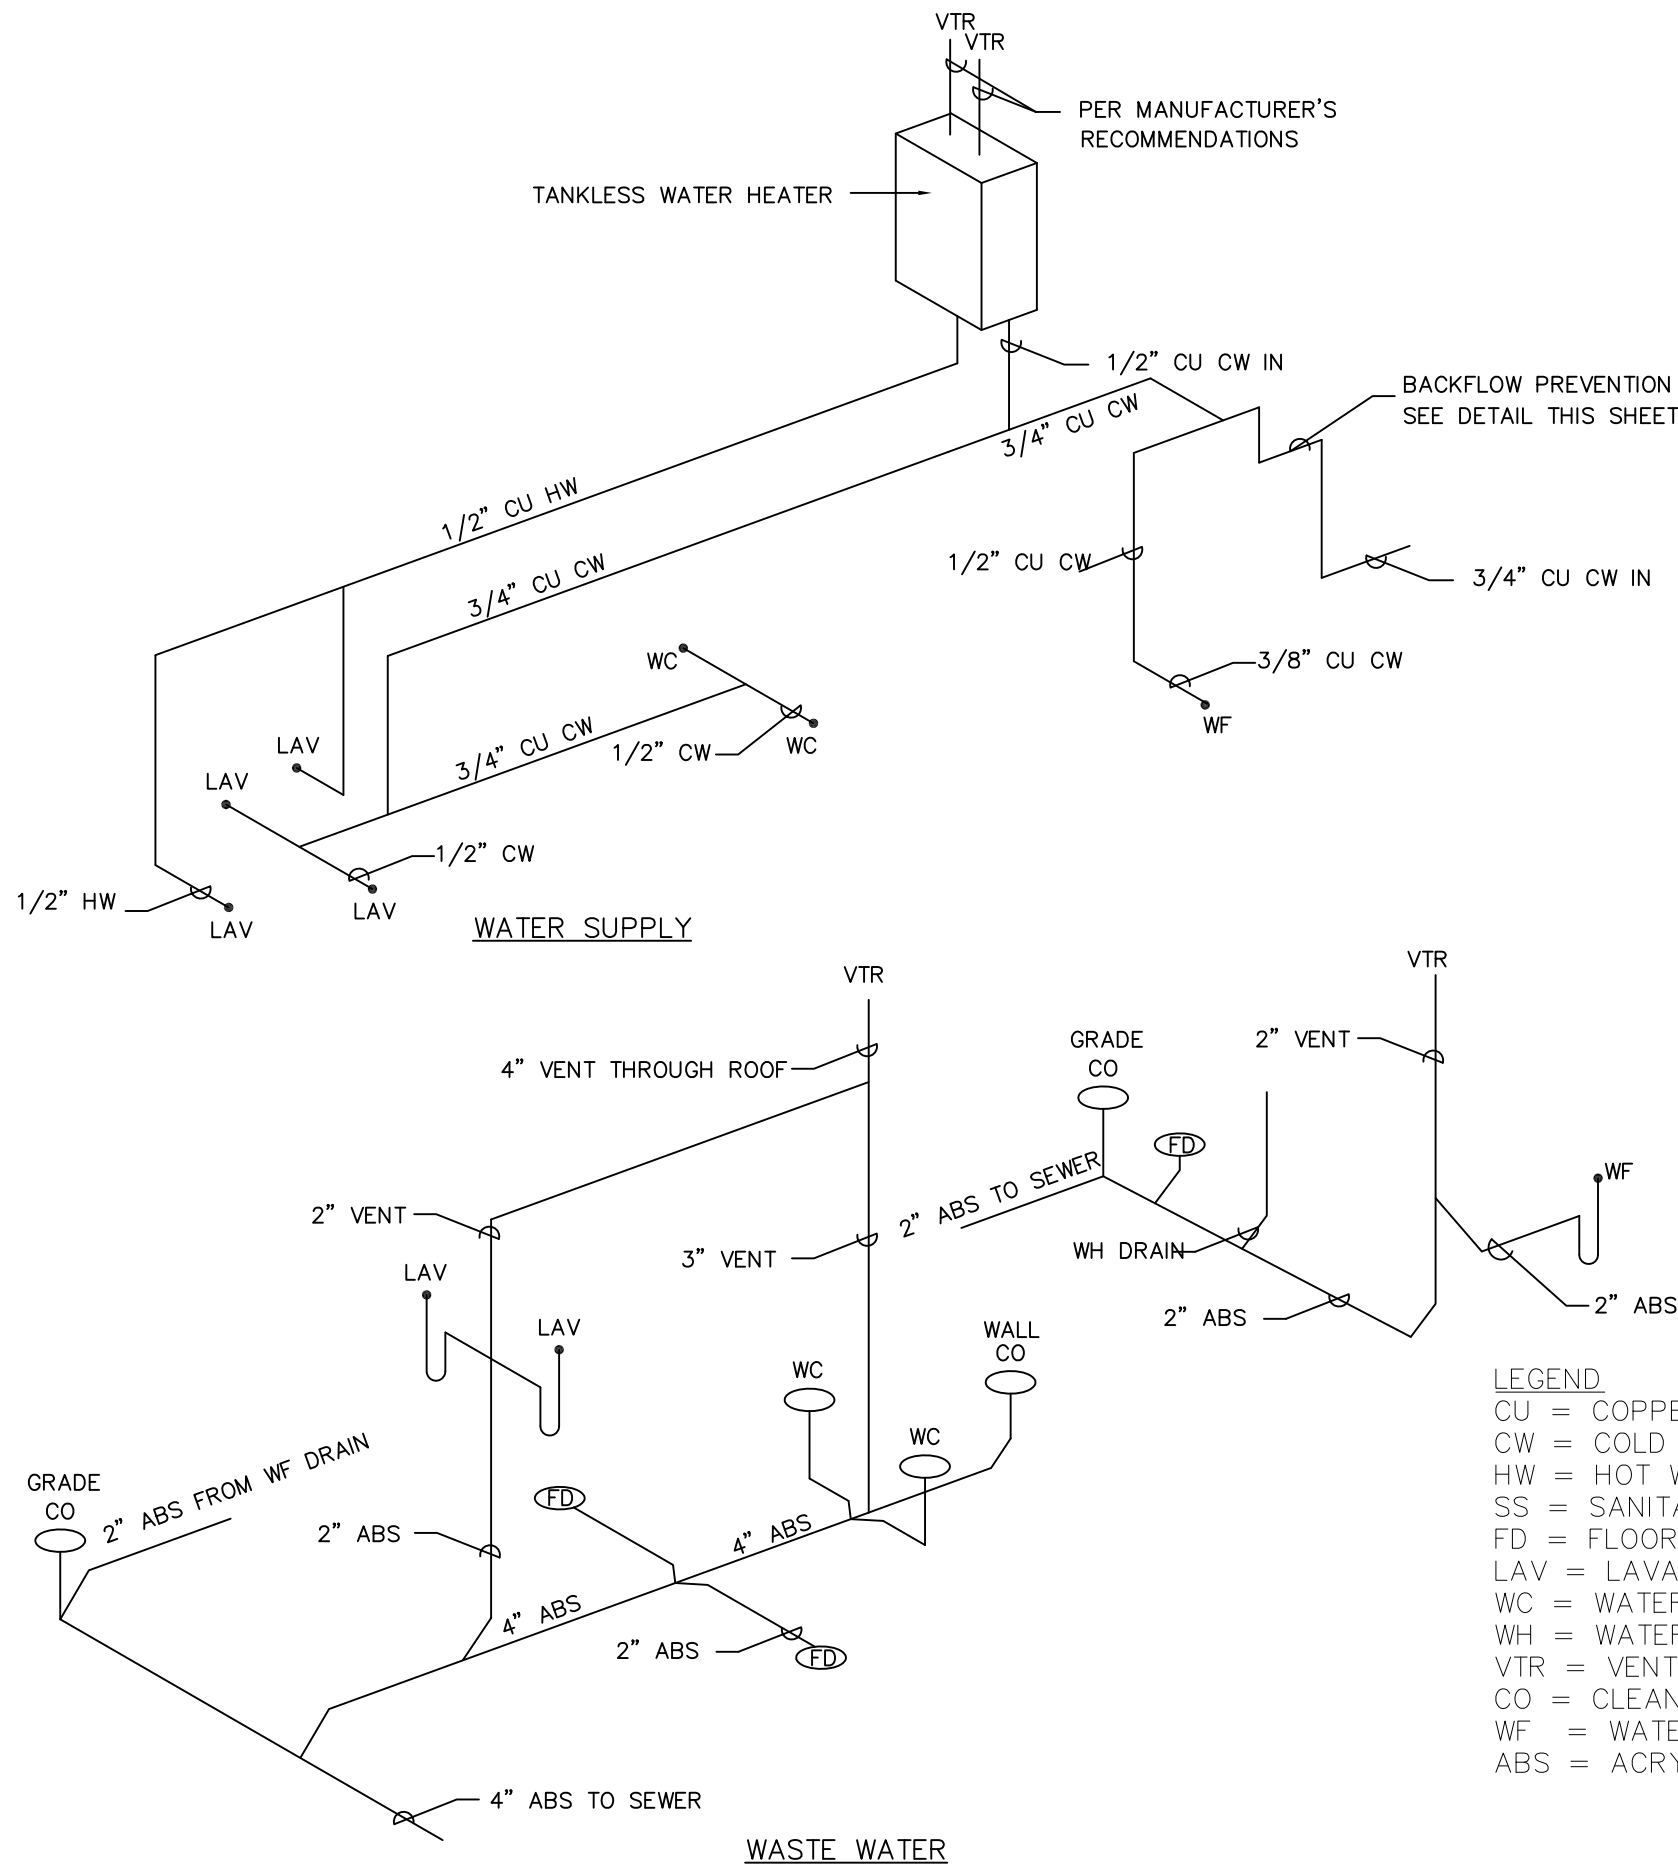 VTR
VTR
PER MANUFACTURER'S
RECOMMENDATIONS
TANKLESS WATER HEATER
1/2" CU CW IN
BACKFLOW PREVENTION
SEE DETAIL THIS SHEET
3/4" CU CW
1/2" CU HW
3/4" CU CW
1/2" CU CW
3/4" CU CW IN
WC
3/8" CU CW
WF
3/4" CU CW
1/2" CW
WC
LAV
LAV
1/2" CW
1/2" HW
LAV
LAV
WATER SUPPLY
VTR
VTR
4" VENT THROUGH ROOF
GRADE
CO
2" VENT
FD
2" ABS TO SEWER
WF
2" VENT
3" VENT
WH DRAIN
LAV
2" ABS
2" ABS
LAV
WALL
CO
WC
WC
GRADE
CO
2" ABS FROM WF DRAIN
FD
2" ABS
4" ABS
4" ABS
2" ABS
FD
4" ABS TO SEWER
WASTE WATER
LEGEND
CU = COPPE
CW = COLD
HW = HOT W
SS = SANITA
FD = FLOOR
LAV = LAVA
WC = WATER
WH = WATER
VTR = VENT
CO = CLEAN
WF = WATE
ABS = ACRY